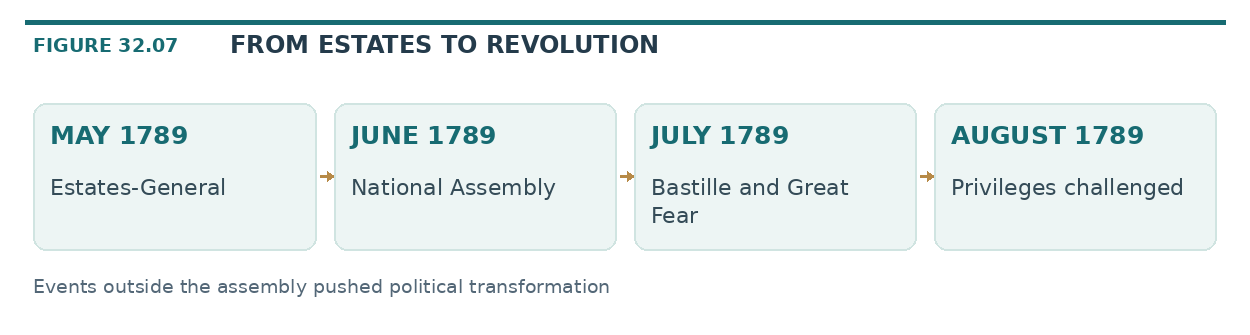 FIGURE 32.07 FROM ESTATES TO REVOLUTION
MAY 1789
Estates-General
JUNE 1789
National Assembly
JULY 1789
Bastille and Great
Fear
AUGUST 1789
Privileges challenged
Events outside the assembly pushed political transformation